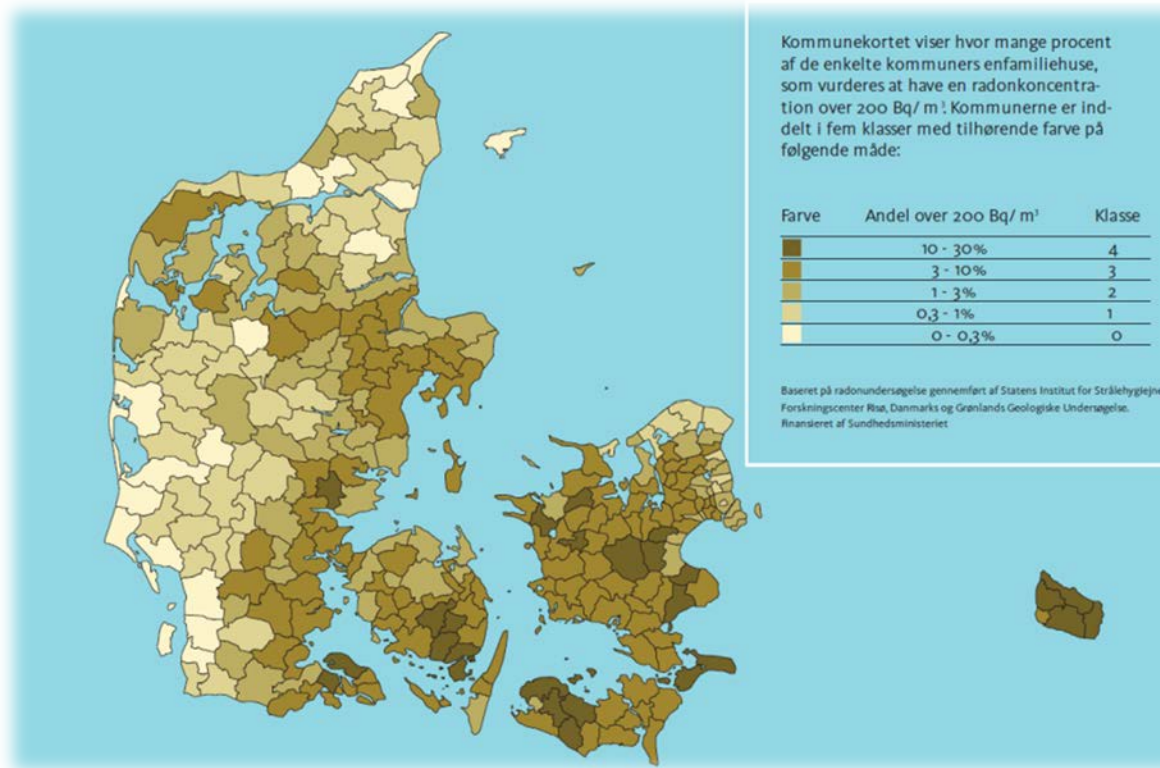 Kommunekortet viser hvor mange procent
af de enkelte kommuners enfamiliehuse,
som vurderes at have en radonkoncentra-
tion over 200 Bq/ m³. Kommunerne er ind-
delt i fem klasser med tilhørende farve på
følgende måde:
Farve Andel over 200 Bq/ m³ Klasse
10 - 30% 4
3 - 10% 3
1 - 3% 2
0,3 - 1% 1
0 - 0,3% 0
Baseret på radonundersøgelse gennemført af Statens Institut for Strålehygiejne
Forskningscenter Risø, Danmarks og Grønlands Geologiske Undersøgelse.
Finansieret af Sundhedsministeriet